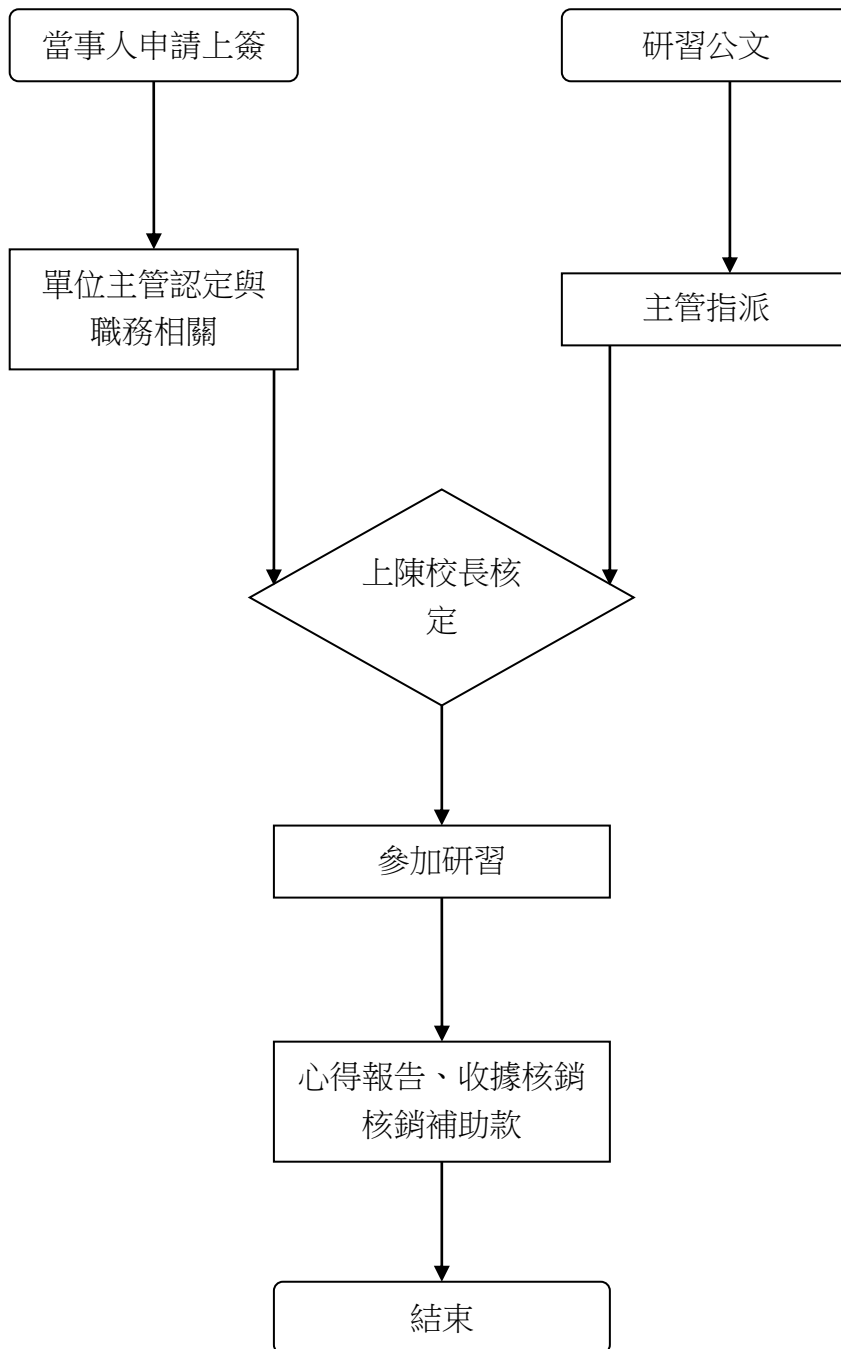 當事人申請上簽
研習公文
單位主管認定與
職務相關
主管指派
上陳校長核
定
參加研習
心得報告、收據核銷
核銷補助款
結束